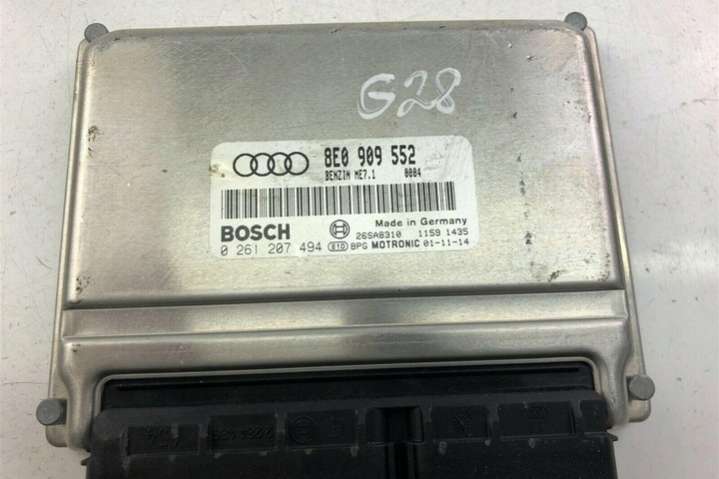 G28
8E0 909 552
BENZIN ME7.1 0004
Made in Germany
BOSCH 26SA8310 1159 1435
0 261 207 494 E1D BPG MOTRONIC 01-11-14